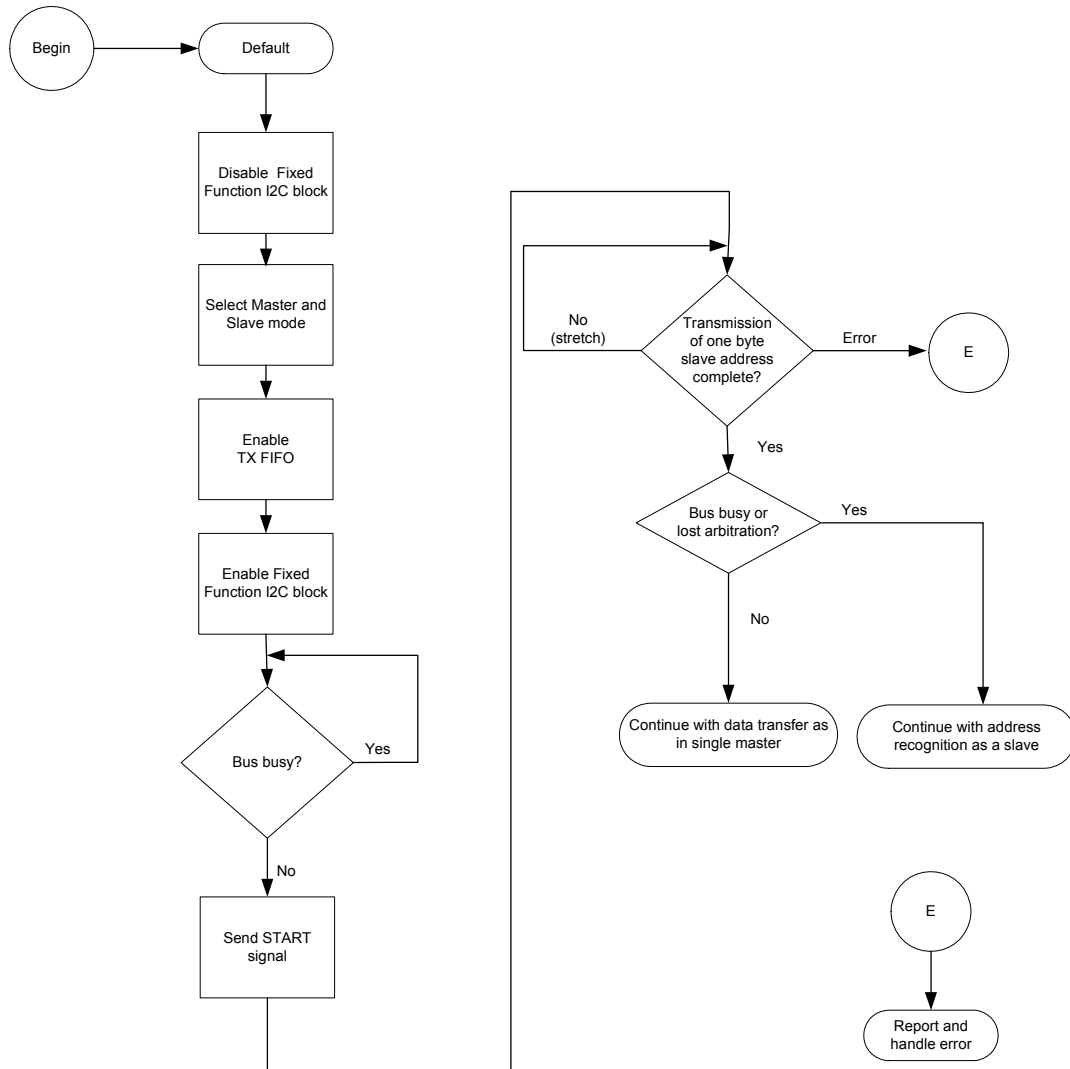 Begin
Default
Disable Fixed
Function I2C block
Select Master and
Slave mode
Enable
TX FIFO
Enable Fixed
Function I2C block
Bus busy?
Yes
No
Send START
signal
No
(stretch)
Transmission
of one byte
slave address
complete?
Error
E
Yes
Bus busy or
lost arbitration?
Yes
No
Continue with data transfer as
in single master
Continue with address
recognition as a slave
E
Report and
handle error